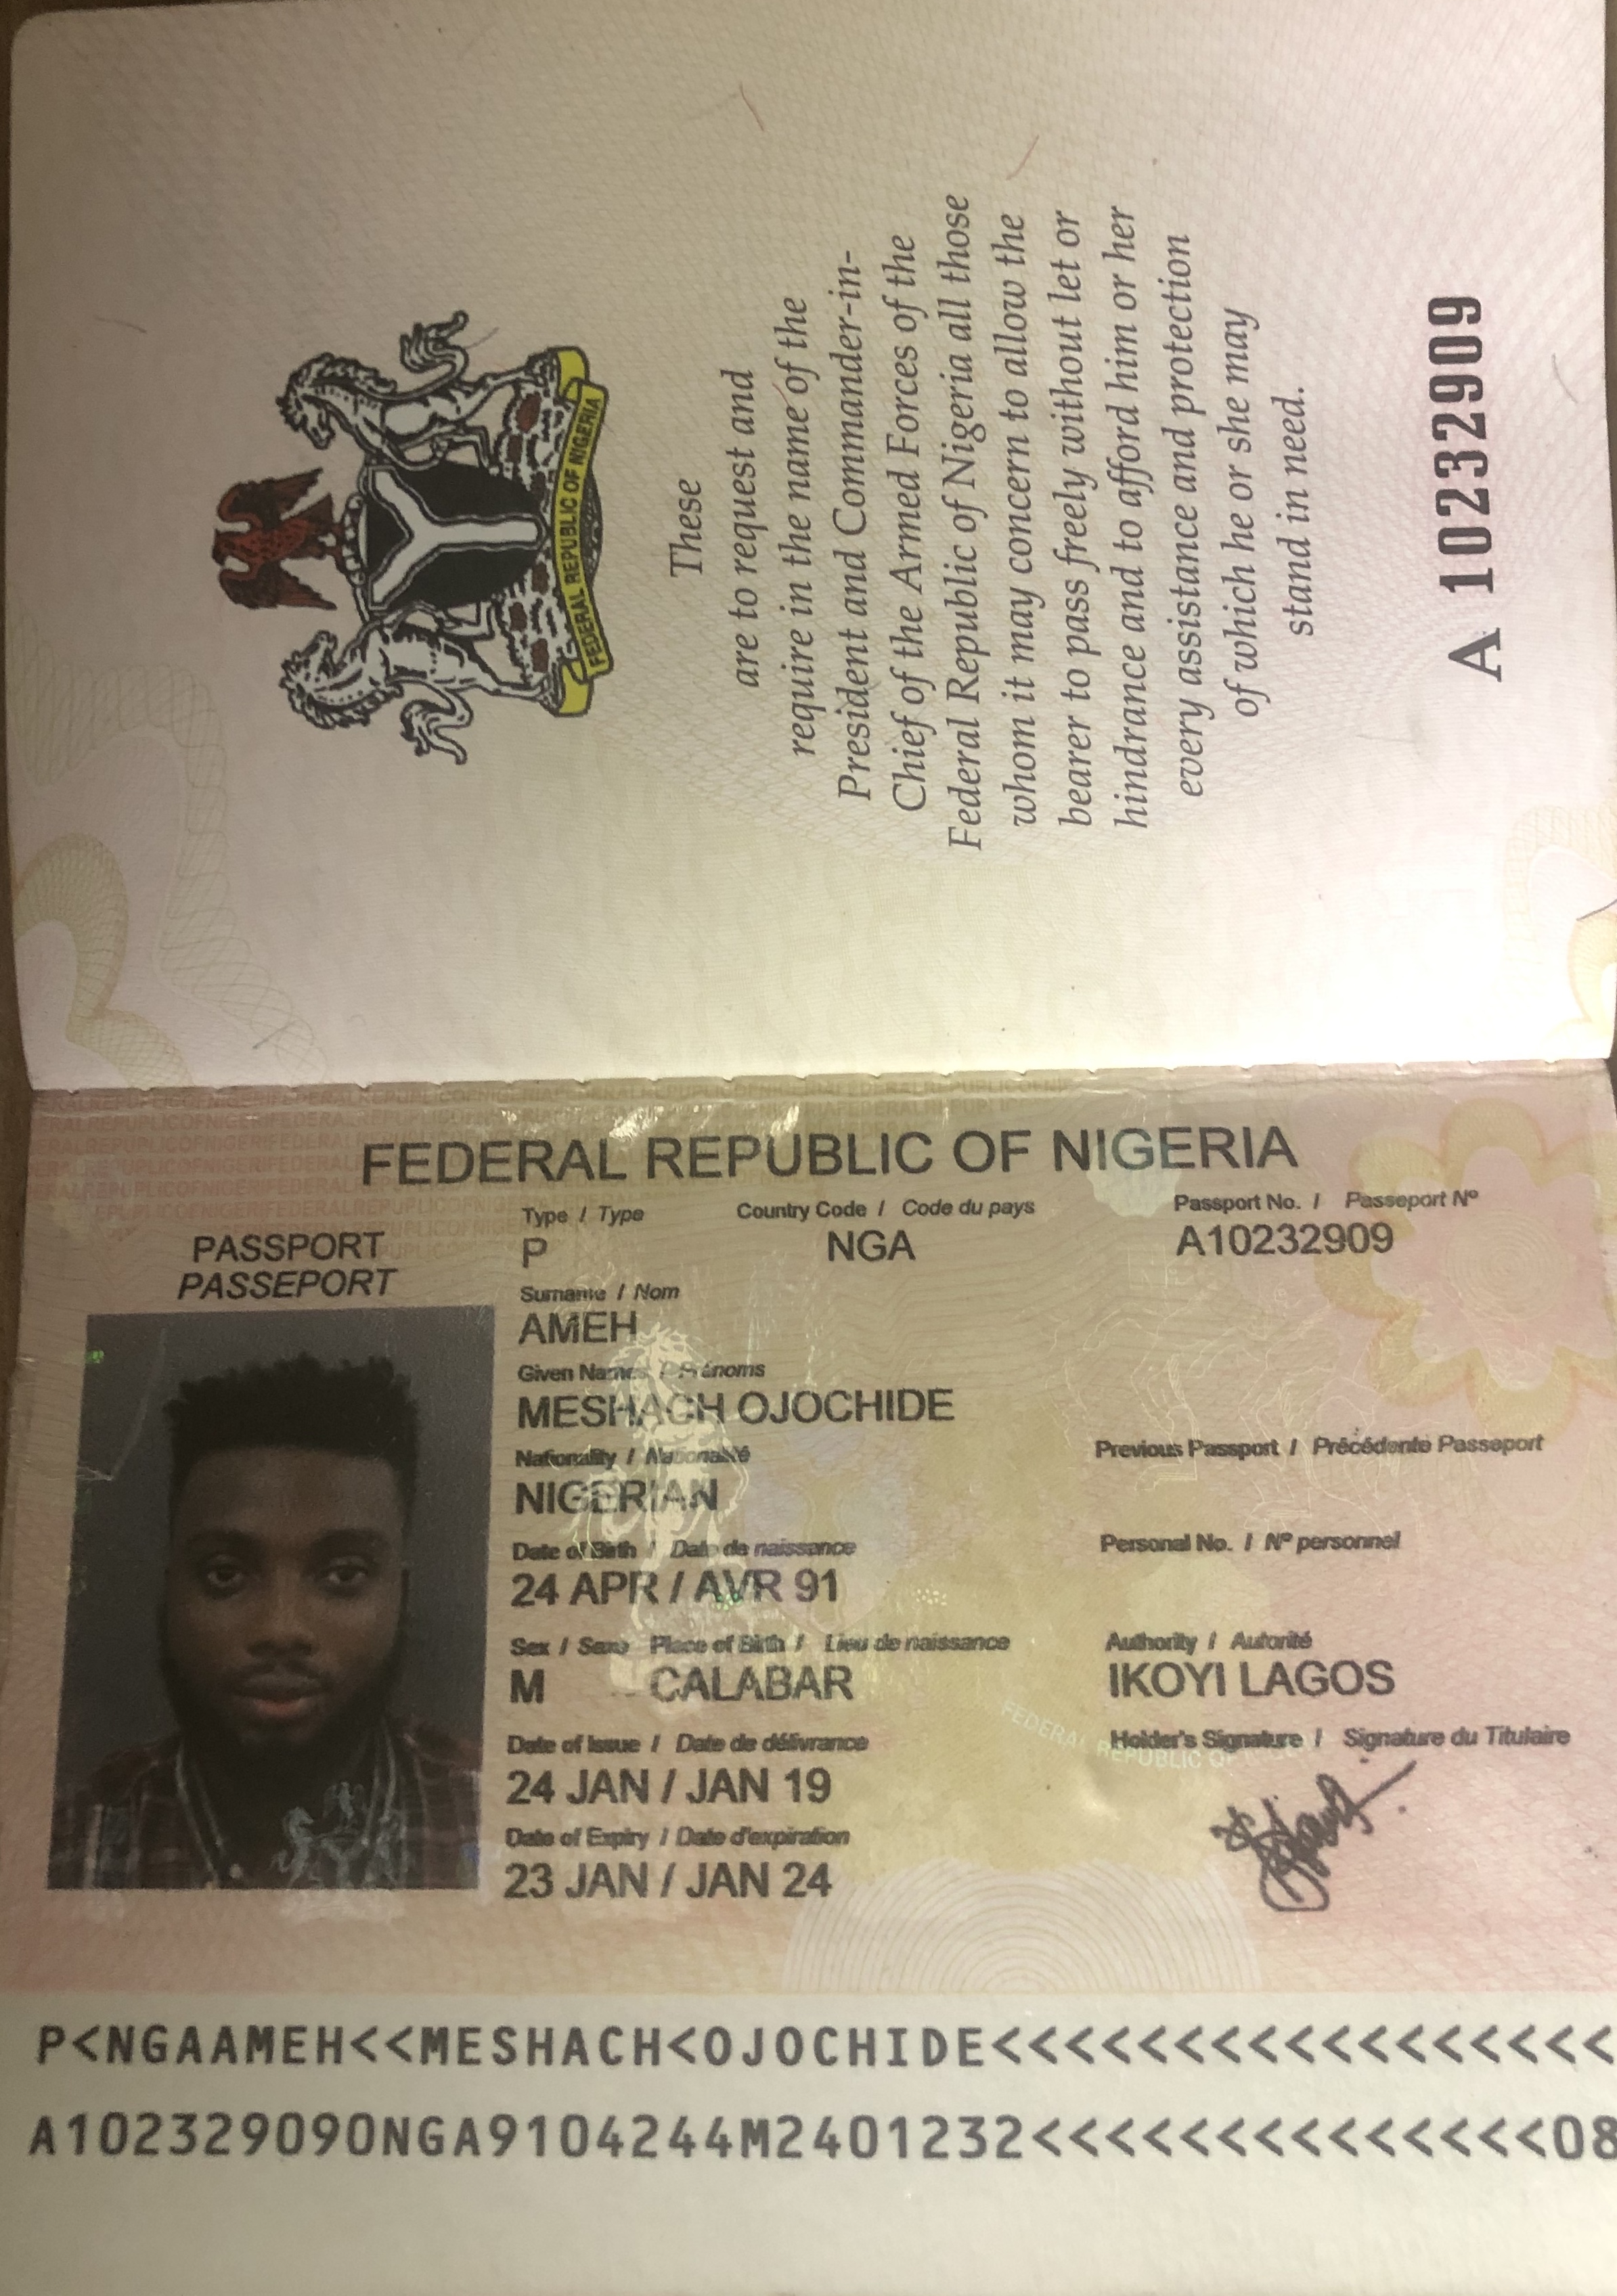 FEDERAL REPUBLIC OF NIGERIA
These
are to request and
require in the name of the
President and Commander-in-
Chief of the Armed Forces of the
Federal Republic of Nigeria all those
whom it may concern to allow the
bearer to pass freely without let or
hindrance and to afford him or her
every assistance and protection
of which he or she may
stand in need.
A 10232909
FEDERAL REPUBLIC OF NIGERIA
PASSPORT
PASSEPORT
Type / Type Country Code / Code du pays Passport No. / Passeport Nº
P NGA A10232909
Surname / Nom
AMEH
Given Names / Prénoms
MESHACH OJOCHIDE
Nationality / Nationalité Previous Passport / Précédente Passeport
NIGERIAN
Date of Birth / Date de naissance Personal No. / Nº personnel
24 APR / AVR 91
Sex / Sexe Place of Birth / Lieu de naissance Authority / Autorité
M CALABAR IKOYI LAGOS
Date of Issue / Date de délivrance Holder's Signature / Signature du Titulaire
24 JAN / JAN 19
Date of Expiry / Date d'expiration
23 JAN / JAN 24
P<NGAAMEH<<MESHACH<OJOCHIDE<<<<<<<<<<<<<<<<<
A102329090NGA9104244M2401232<<<<<<<<<<<<<<08